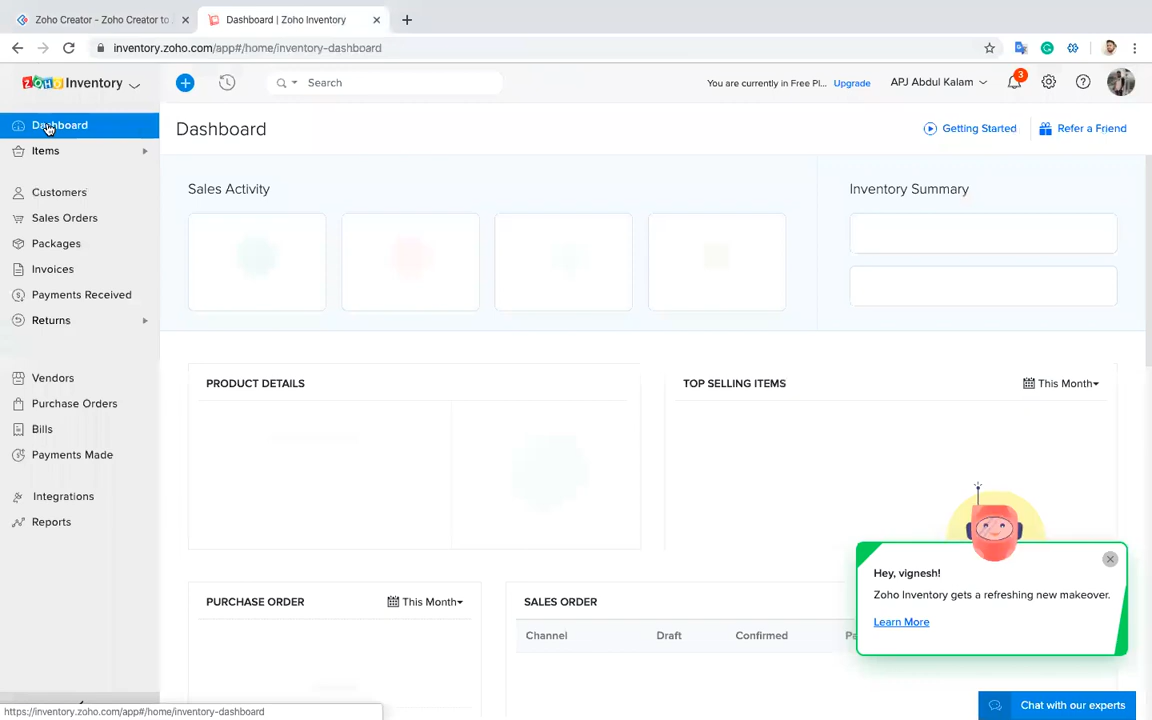 Zoho Creator - Zoho Creator to
Dashboard | Zoho Inventory
inventory.zoho.com/app#/home/inventory-dashboard
ZOHO Inventory
Search
You are currently in Free Pl... Upgrade
APJ Abdul Kalam
3
Dashboard
Items
Customers
Sales Orders
Packages
Invoices
Payments Received
Returns
Vendors
Purchase Orders
Bills
Payments Made
Integrations
Reports
Dashboard
Getting Started
Refer a Friend
Sales Activity
Inventory Summary
PRODUCT DETAILS
TOP SELLING ITEMS
This Month
PURCHASE ORDER
This Month
SALES ORDER
Channel Draft Confirmed
Hey, vignesh!
Zoho Inventory gets a refreshing new makeover.
Learn More
Chat with our experts
https://inventory.zoho.com/app#/home/inventory-dashboard